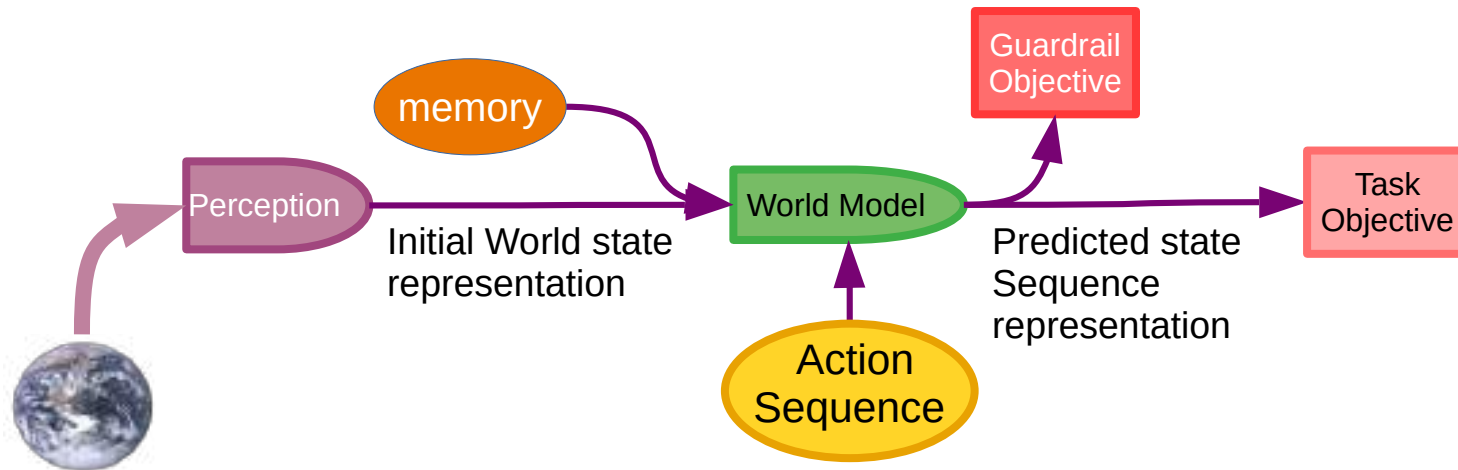 Guardrail
Objective
memory
Perception
World Model
Task
Objective
Initial World state
representation
Predicted state
Sequence
representation
Action
Sequence